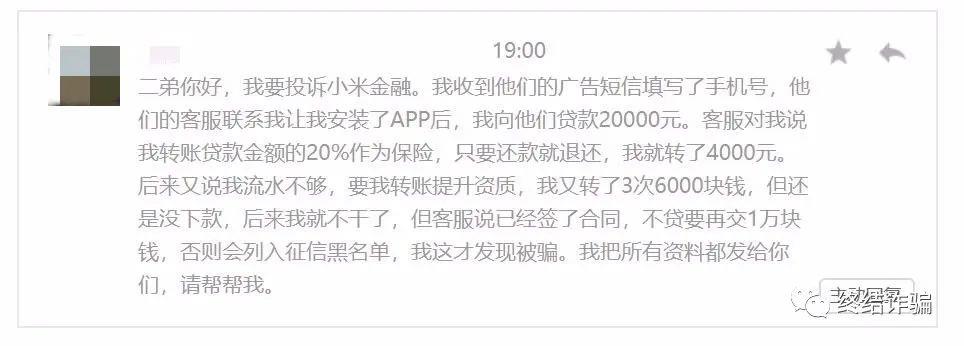 19:00
二弟你好，我要投诉小米金融。我收到他们的广告短信填写了手机号，他
们的客服联系我让我安装了APP后，我向他们贷款20000元。客服对我说
我转账贷款金额的20%作为保险，只要还款就退还，我就转了4000元。
后来又说我流水不够，要我转账提升资质，我又转了3次6000块钱，但还
是没下款，后来我就不干了，但客服说已经签了合同，不贷要再交1万块
钱，否则会列入征信黑名单，我这才发现被骗。我把所有资料都发给你
们，请帮帮我。
终结诈骗